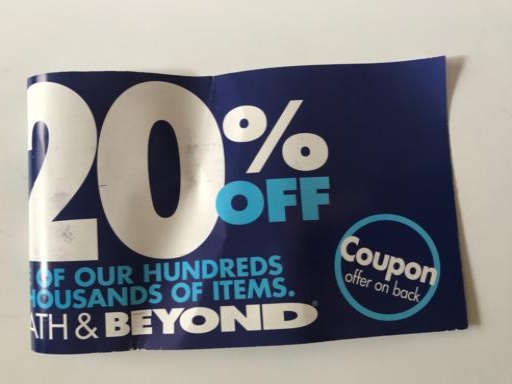 20%
OFF
OF OUR HUNDREDS
HOUSANDS OF ITEMS.
ATH & BEYOND®
Coupon
offer on back